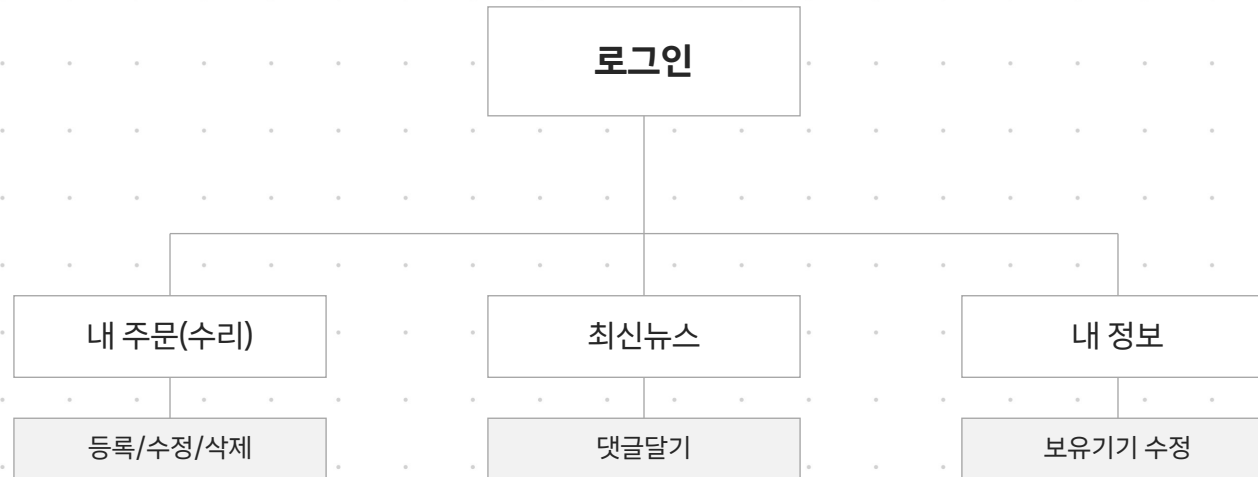 로그인
내 주문(수리)
최신뉴스
내 정보
등록/수정/삭제
댓글달기
보유기기 수정